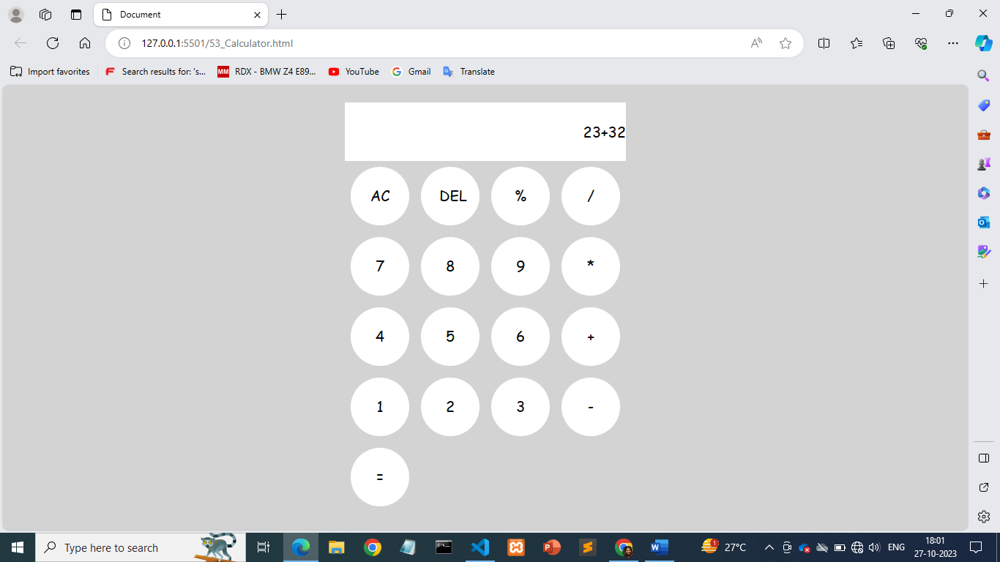 Document
127.0.0.1:5501/53_Calculator.html
Import favorites Search results for: 's... MM RDX - BMW Z4 E89... YouTube Gmail Translate
23+32
AC DEL % /
7 8 9 *
4 5 6 +
1 2 3 -
=
Type here to search 1 27°C ENG 18:01
27-10-2023